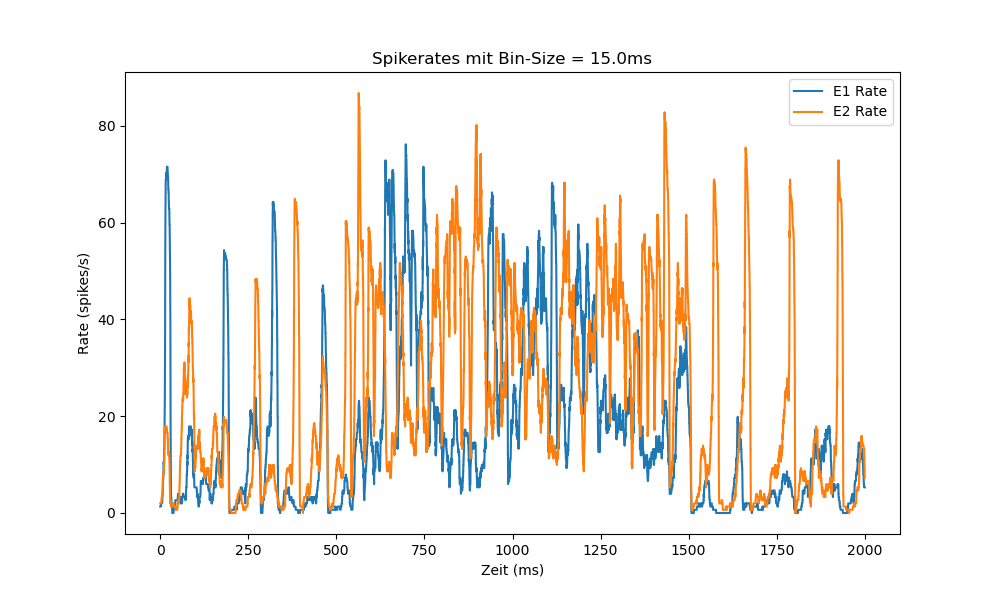 Spikerates mit Bin-Size = 15.0ms
E1 Rate
E2 Rate
Rate (spikes/s)
80
60
40
20
0
0 250 500 750 1000 1250 1500 1750 2000
Zeit (ms)